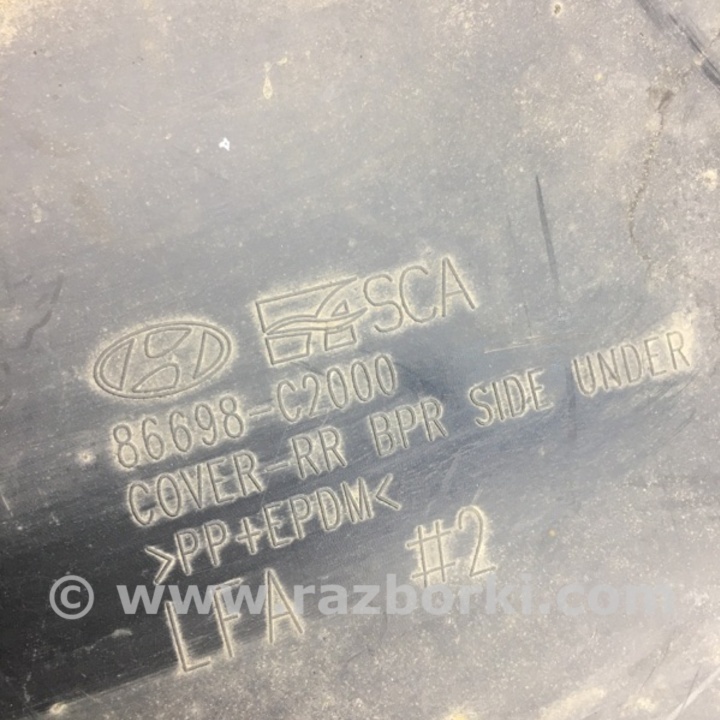 SCA
86698-C2000
COVER-RR BPR SIDE UNDER
>PP+EPDM<
LFA #2
© www.razborki.com